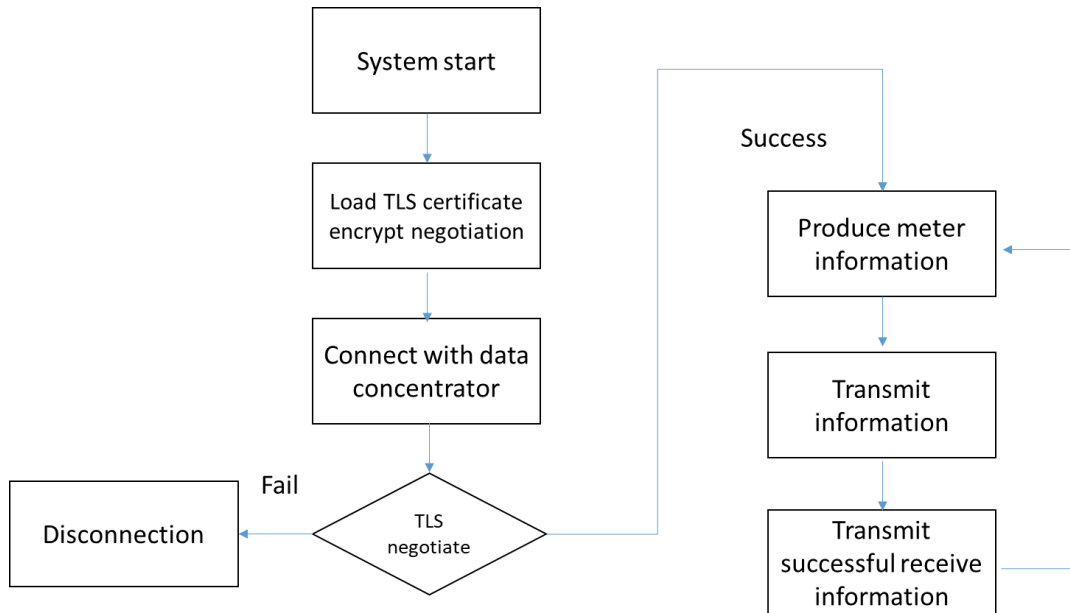 System start
Load TLS certificate
encrypt negotiation
Connect with data
concentrator
TLS
negotiate
Fail
Disconnection
Success
Produce meter
information
Transmit
information
Transmit
successful receive
information